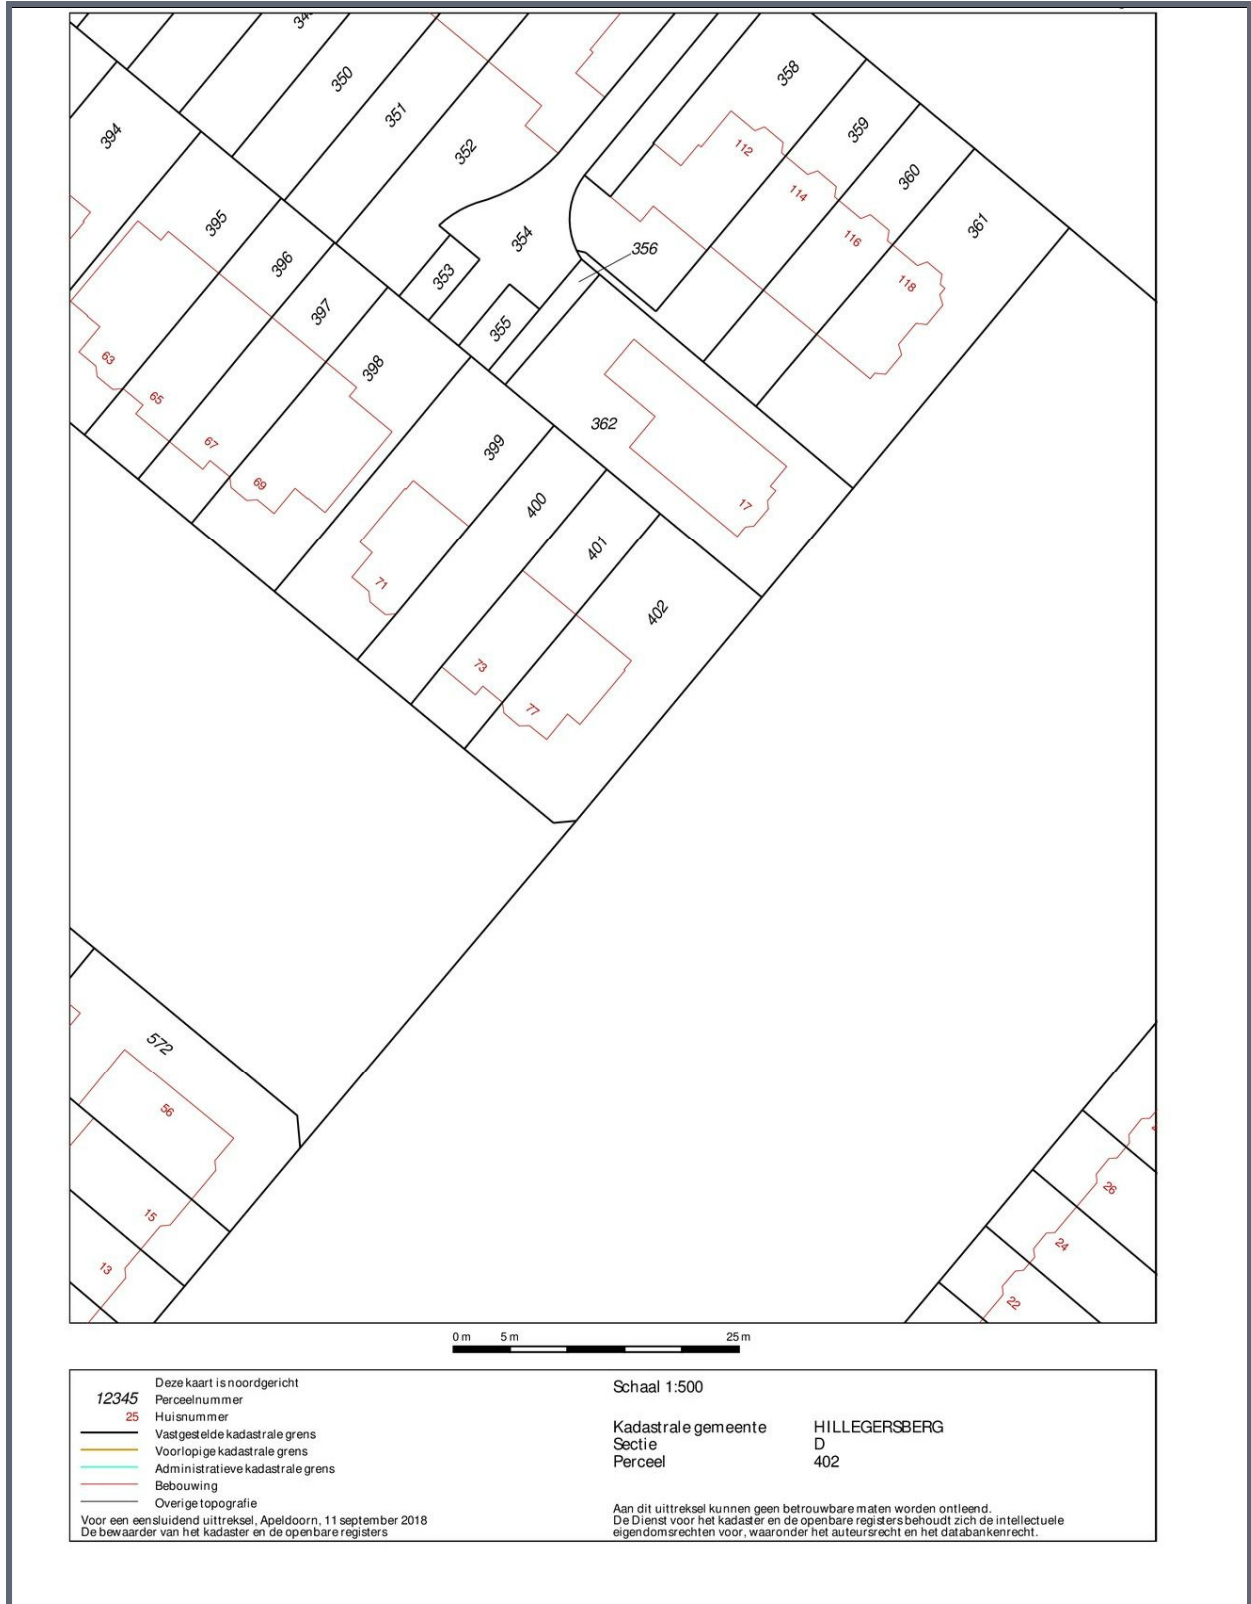 350
351
352
394
395
396
397
398
353
354
355
356
358
359
360
361
112
114
116
118
63
65
67
69
362
17
399
400
401
402
71
73
77
572
56
15
13
26
24
22
0 m 5 m 25 m
Deze kaart is noordgericht
12345 Perceelnummer
25 Huisnummer
Vastgestelde kadastrale grens
Voorlopige kadastrale grens
Administratieve kadastrale grens
Bebouwing
Overige topografie
Voor een eensluidend uittreksel, Apeldoorn, 11 september 2018
De bewaarder van het kadaster en de openbare registers
Schaal 1:500
Kadastrale gemeente HILLEGERSBERG
Sectie D
Perceel 402
Aan dit uittreksel kunnen geen betrouwbare maten worden ontleend.
De Dienst voor het kadaster en de openbare registers behoudt zich de intellectuele
eigendomsrechten voor, waaronder het auteursrecht en het databankenrecht.